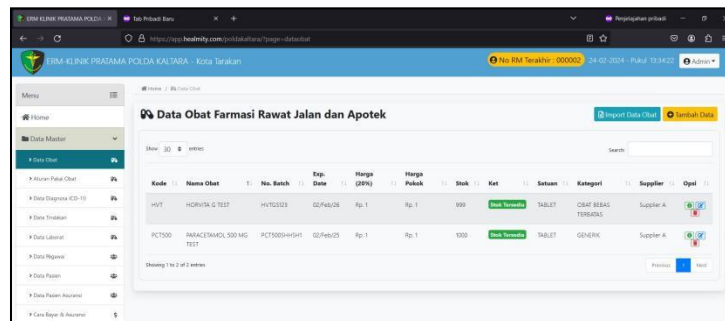 ERM KLINIK PRATAMA POLDA
Tab Pribadi Baru
Penjelajahan pribadi
https://app.healmity.com/poldakaltara/?page=dataobat
ERM-KLINIK PRATAMA POLDA KALTARA - Kota Tarakan
No RM Terakhir : 000002
24-02-2024 - Pukul 13:34:22
Admin
Menu
Home / Data Obat
Home
Data Obat Farmasi Rawat Jalan dan Apotek
Import Data Obat
Tambah Data
Data Master
Show 30 entries
Search:
Data Obat
Aturan Pakai Obat
Data Diagnosa ICD-10
Data Tindakan
Data Laborat
Data Pegawai
Data Pasien
Data Pasien Asuransi
Cara Bayar & Asuransi
Kode Nama Obat No. Batch Exp. Date Harga (20%) Harga Pokok Stok Ket Satuan Kategori Supplier Opsi
HVT HORVITA G TEST HVTGS123 02/Feb/26 Rp. 1 Rp. 1 999 Stok Tersedia TABLET OBAT BEBAS TERBATAS Supplier A
PCT500 PARACETAMOL 500 MG TEST PCT500SHHSH1 02/Feb/25 Rp. 1 Rp. 1 1000 Stok Tersedia TABLET GENERIK Supplier A
Showing 1 to 2 of 2 entries
Previous 1 Next